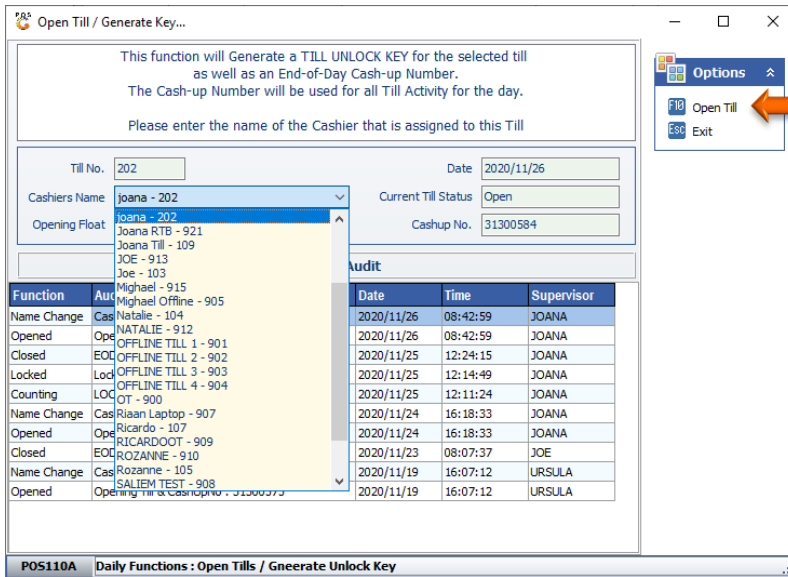 POS
Open Till / Generate Key...
This function will Generate a TILL UNLOCK KEY for the selected till
as well as an End-of-Day Cash-up Number.
The Cash-up Number will be used for all Till Activity for the day.
Please enter the name of the Cashier that is assigned to this Till
Options
F10 Open Till
Esc Exit
Till No. 202 Date 2020/11/26
Cashiers Name joana - 202 Current Till Status Open
Opening Float Cashup No. 31300584
joana - 202
Joana RTB - 921
Joana Till - 109
JOE - 913
Joe - 103
Mighael - 915
Mighael Offline - 905
Natalie - 104
NATALIE - 912
OFFLINE TILL 1 - 901
OFFLINE TILL 2 - 902
OFFLINE TILL 3 - 903
OFFLINE TILL 4 - 904
OT - 900
Riaan Laptop - 907
Ricardo - 107
RICARDOOT - 909
ROZANNE - 910
Rozanne - 105
SALIEM TEST - 908
Audit
Function Date Time Supervisor
Name Change Cas 2020/11/26 08:42:59 JOANA
Opened Ope 2020/11/26 08:42:59 JOANA
Closed EOD 2020/11/25 12:24:15 JOANA
Locked Lock 2020/11/25 12:14:49 JOANA
Counting LOC 2020/11/25 12:11:24 JOANA
Name Change Cas 2020/11/24 16:18:33 JOANA
Opened Ope 2020/11/24 16:18:33 JOANA
Closed EOD 2020/11/23 08:07:37 JOE
Name Change Cas 2020/11/19 16:07:12 URSULA
Opened Opening Till & CashUpNo : 31300573 2020/11/19 16:07:12 URSULA
POS110A Daily Functions : Open Tills / Gneerate Unlock Key